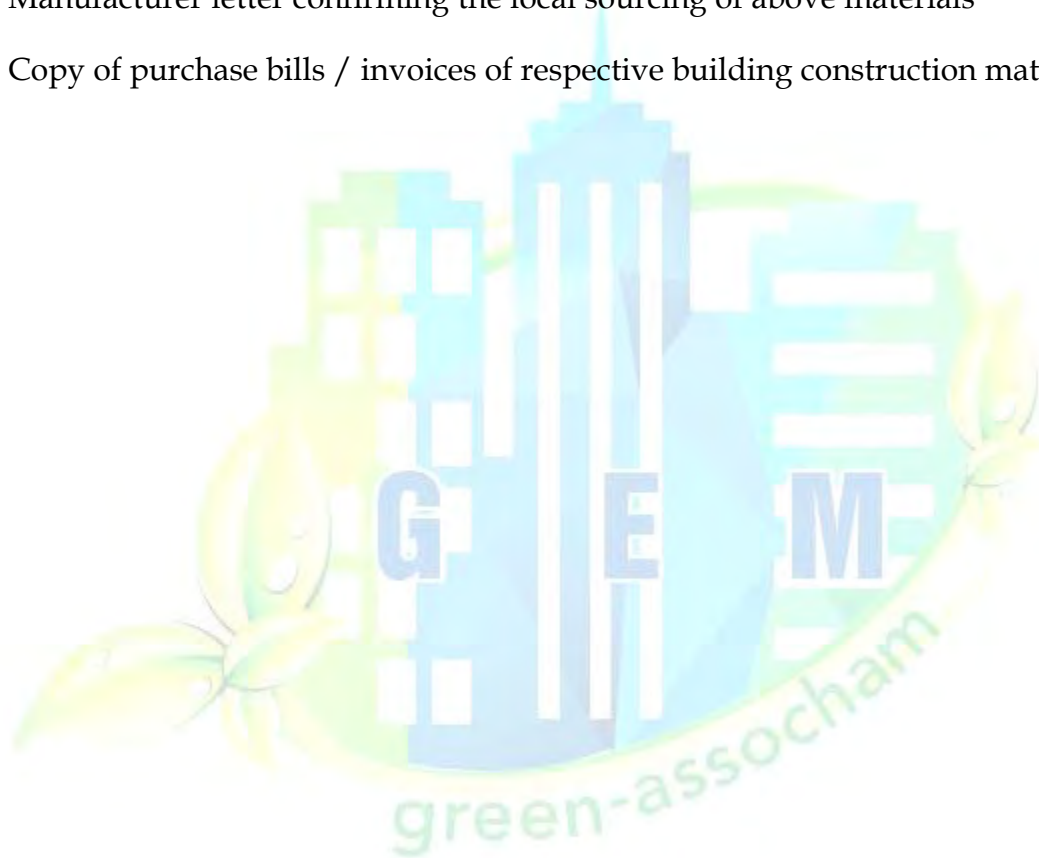 Manufacturer letter confirming the local sourcing of above materials
Copy of purchase bills / invoices of respective building construction mat
G E M
green-assocham